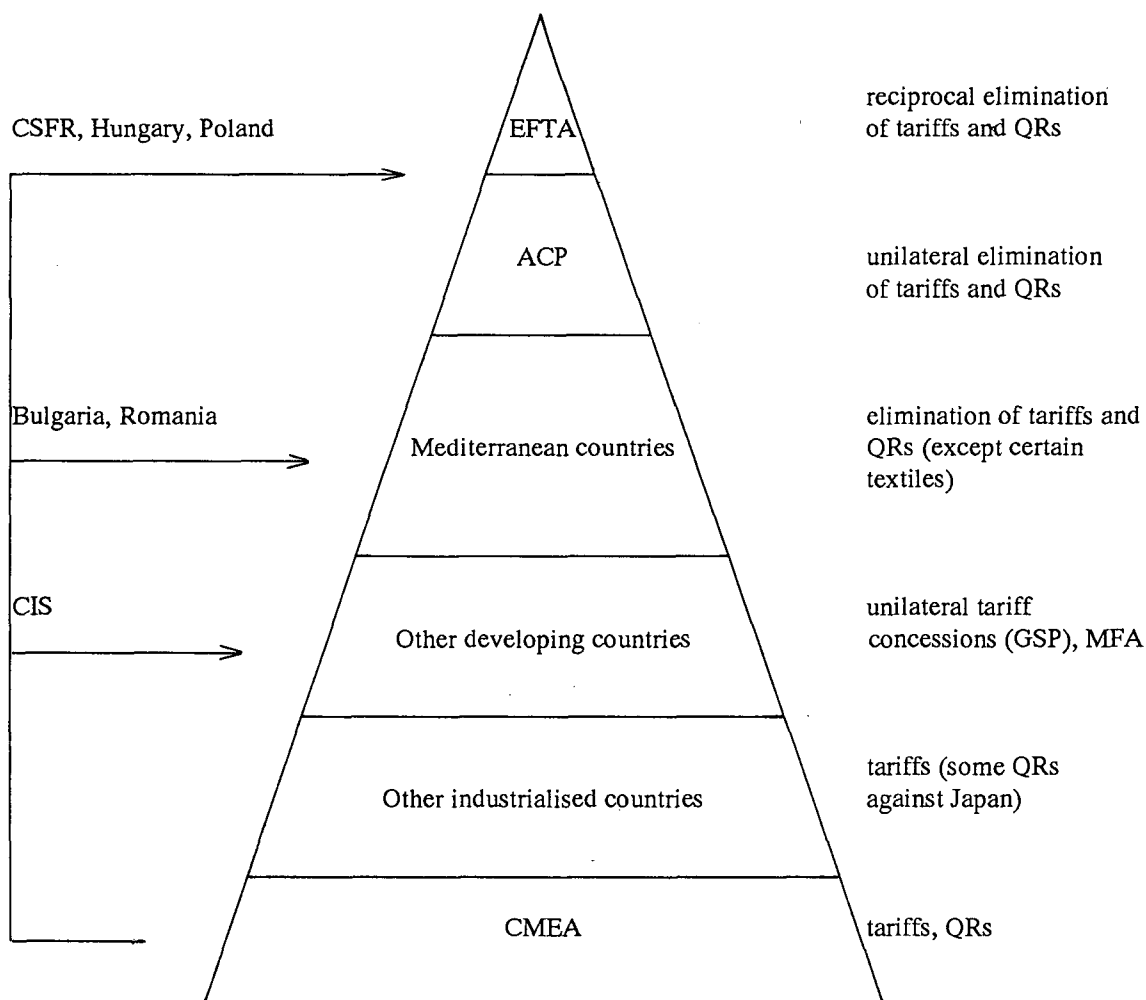 CSFR, Hungary, Poland
EFTA
reciprocal elimination
of tariffs and QRs
ACP
unilateral elimination
of tariffs and QRs
Bulgaria, Romania
Mediterranean countries
elimination of tariffs and
QRs (except certain
textiles)
CIS
Other developing countries
unilateral tariff
concessions (GSP), MFA
Other industrialised countries
tariffs (some QRs
against Japan)
CMEA
tariffs, QRs